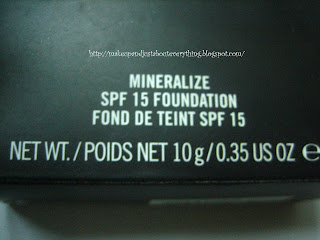 http://makeupandjustabouteverything.blogspot.com/
MINERALIZE
SPF 15 FOUNDATION
FOND DE TEINT SPF 15
NET WT. / POIDS NET 10 g / 0.35 US OZ ℮